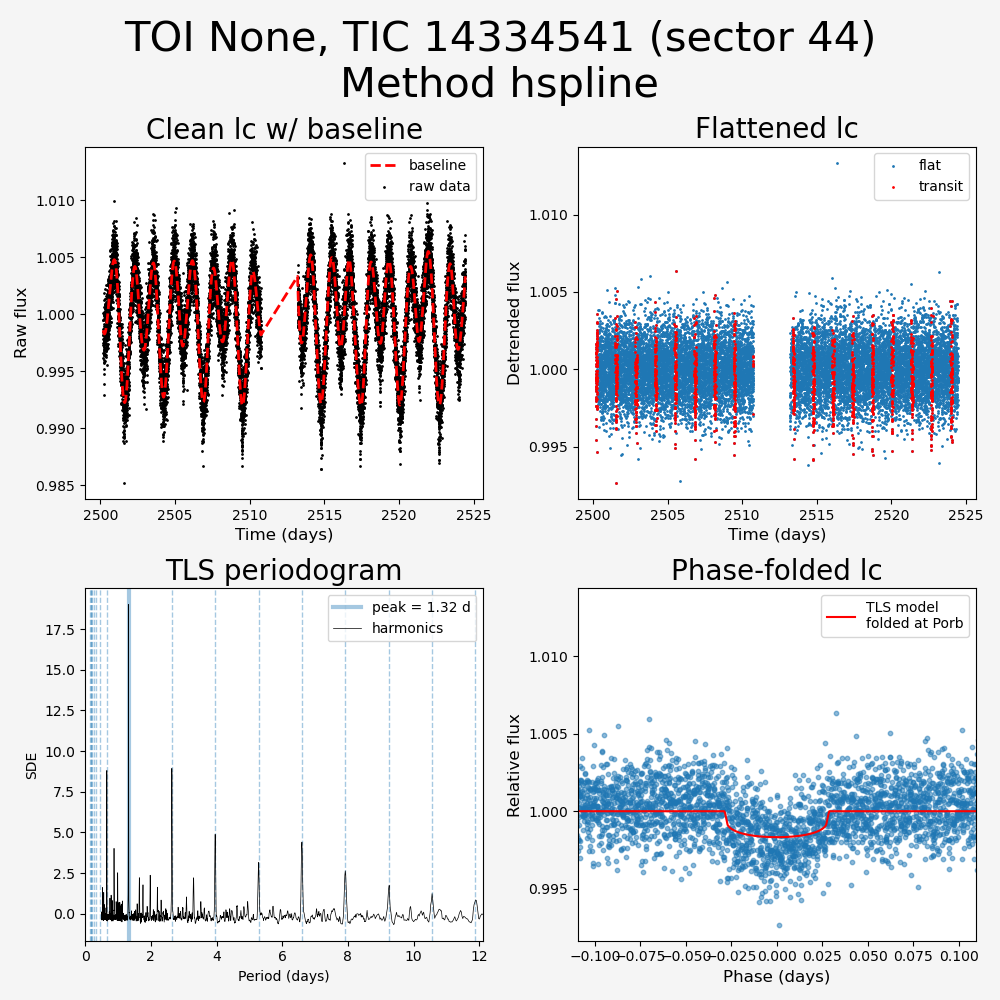 TOI None, TIC 14334541 (sector 44)
Method hspline
Clean lc w/ baseline
baseline
raw data
Raw flux
1.010
1.005
1.000
0.995
0.990
0.985
2500
2505
2510
2515
2520
2525
Time (days)
Flattened lc
flat
transit
Detrended flux
1.010
1.005
1.000
0.995
2500
2505
2510
2515
2520
2525
Time (days)
TLS periodogram
peak = 1.32 d
harmonics
SDE
17.5
15.0
12.5
10.0
7.5
5.0
2.5
0.0
0
2
4
6
8
10
12
Period (days)
Phase-folded lc
TLS model
folded at Porb
Relative flux
1.010
1.005
1.000
0.995
−0.100
−0.075
−0.050
−0.025
0.000
0.025
0.050
0.075
0.100
Phase (days)